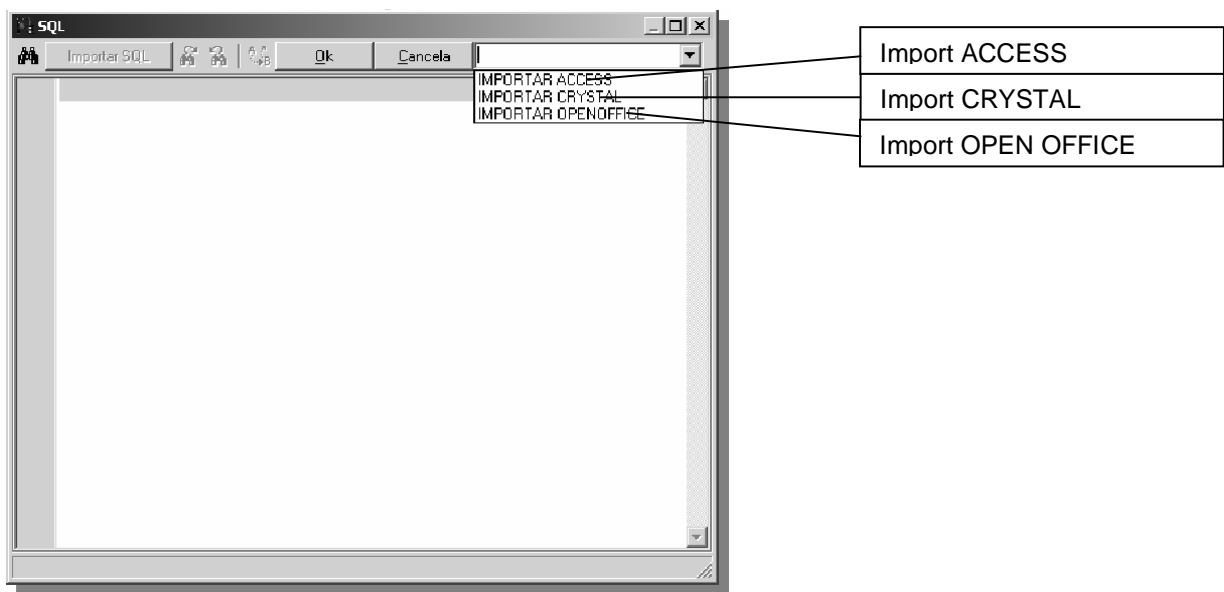 SQL
Importar SQL Ok Cancela
IMPORTAR ACCESS
IMPORTAR CRYSTAL
IMPORTAR OPENOFFICE
Import ACCESS
Import CRYSTAL
Import OPEN OFFICE